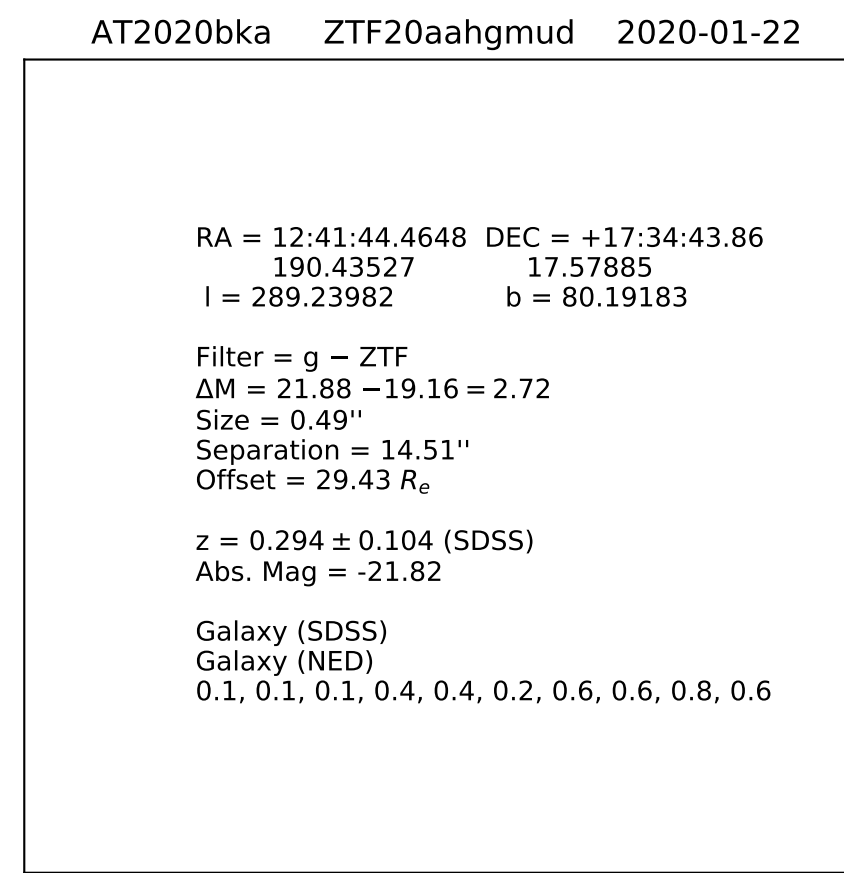 AT2020bka ZTF20aahgmud 2020-01-22
RA = 12:41:44.4648 DEC = +17:34:43.86
190.43527 17.57885
l = 289.23982 b = 80.19183
Filter = g − ZTF
ΔM = 21.88 −19.16 = 2.72
Size = 0.49''
Separation = 14.51''
Offset = 29.43 Rₑ
z = 0.294 ± 0.104 (SDSS)
Abs. Mag = -21.82
Galaxy (SDSS)
Galaxy (NED)
0.1, 0.1, 0.1, 0.4, 0.4, 0.2, 0.6, 0.6, 0.8, 0.6